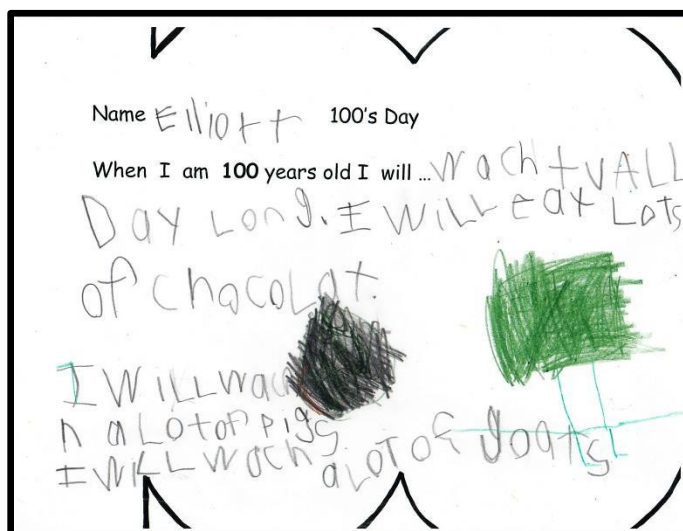 Name Elliott 100's Day
When I am 100 years old I will ... wach tv ALL
Day Long. I WiLL eat Lots
of chacoLat.
I WILL wach
n a Lot of pigs
I WILL wach a LOT OF goats